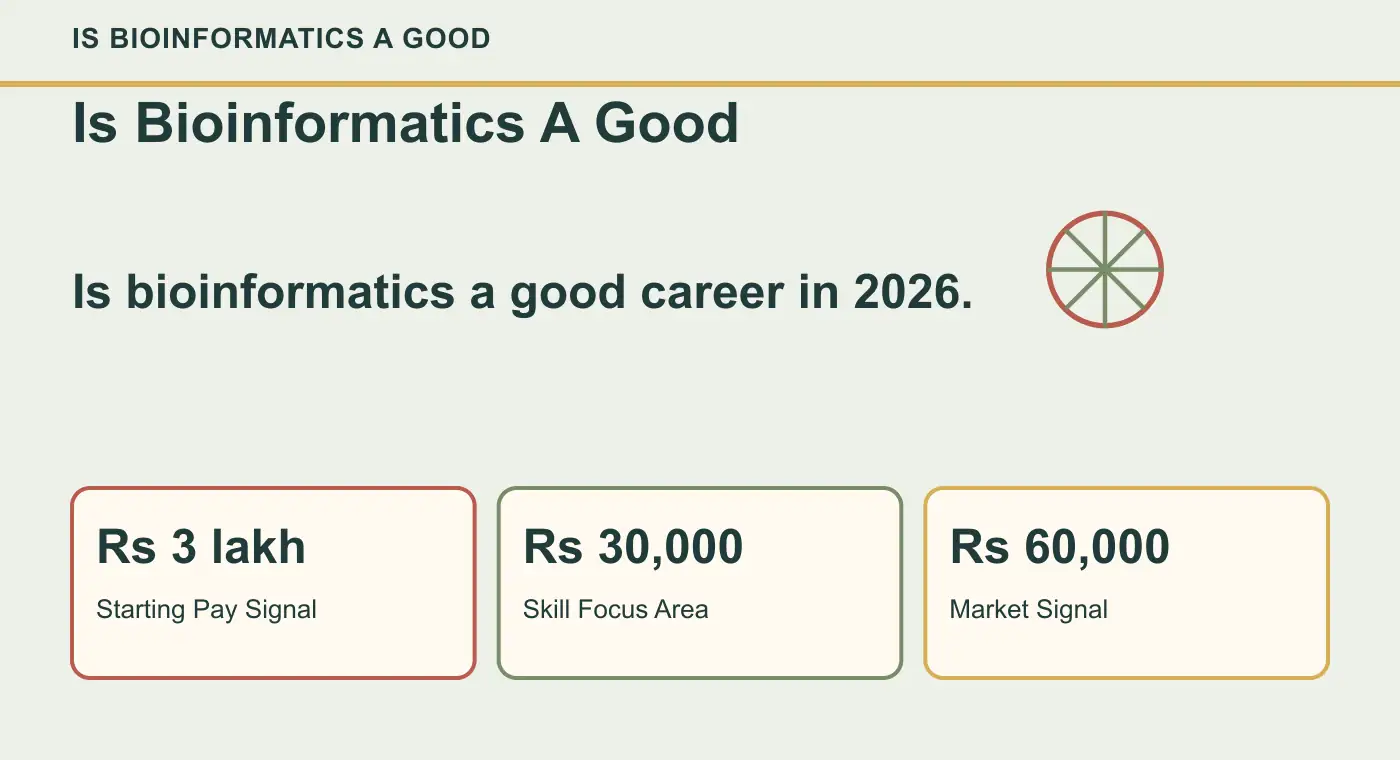 IS BIOINFORMATICS A GOOD
Is Bioinformatics A Good
Is bioinformatics a good career in 2026.
Rs 3 lakh
Starting Pay Signal
Rs 30,000
Skill Focus Area
Rs 60,000
Market Signal